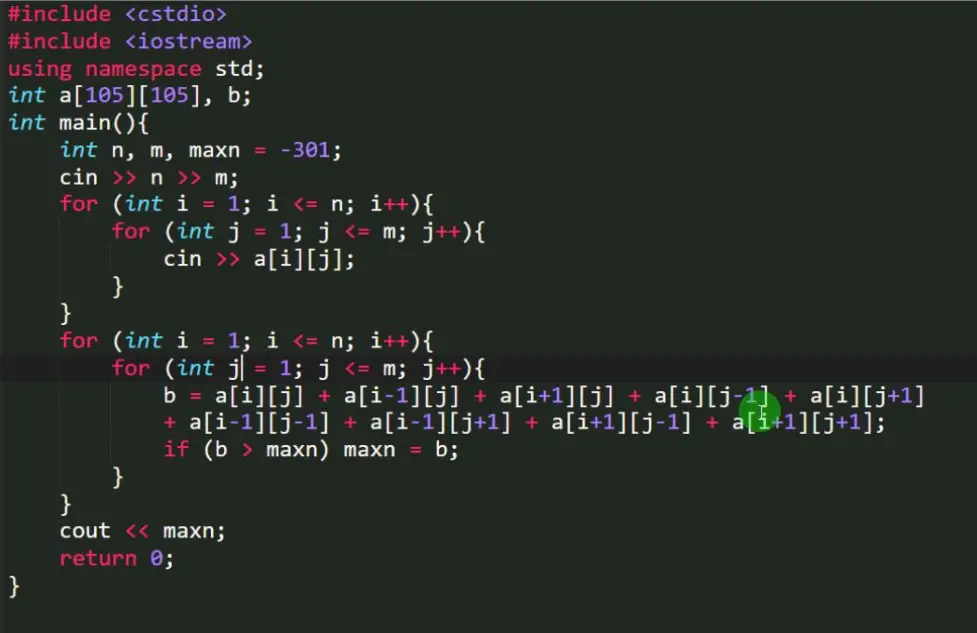 #include <cstdio>
#include <iostream>
using namespace std;
int a[105][105], b;
int main(){
    int n, m, maxn = -301;
    cin >> n >> m;
    for (int i = 1; i <= n; i++){
        for (int j = 1; j <= m; j++){
            cin >> a[i][j];
        }
    }
    for (int i = 1; i <= n; i++){
        for (int j = 1; j <= m; j++){
            b = a[i][j] + a[i-1][j] + a[i+1][j] + a[i][j-1] + a[i][j+1]
            + a[i-1][j-1] + a[i-1][j+1] + a[i+1][j-1] + a[i+1][j+1];
            if (b > maxn) maxn = b;
        }
    }
    cout << maxn;
    return 0;
}